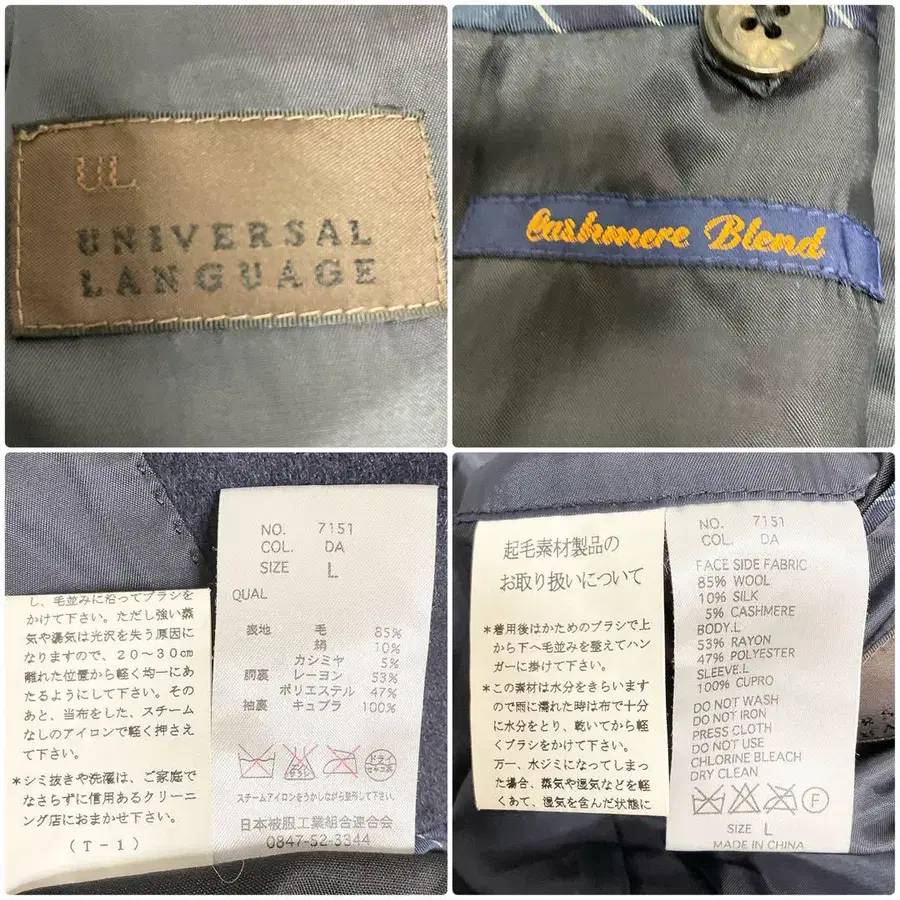 UL
UNIVERSAL
LANGUAGE
Cashmere Blend
し、毛並みに沿ってブラシを
かけて下さい。ただし強い蒸
気や湯気は光沢を失う原因に
なりますので、20〜30cm
離れた位置から軽く均一にあ
たるようにして下さい。その
あと、当布をした、スチーム
なしのアイロンで軽く押さえ
て下さい。
*シミ抜きや洗濯は、ご家庭で
なさらずに信用あるクリーニ
ング店におまかせ下さい。
(T-1)
NO. 7151
COL. DA
SIZE L
QUAL
表地 毛 85%
絹 10%
カシミヤ 5%
胴裏 レーヨン 53%
ポリエステル 47%
袖裏 キュプラ 100%
エンソ
サラシ
ドライ
セキユ系
スチームアイロンをうかしながら整形して下さい。
日本被服工業組合連合会
0847-52-3344
起毛素材製品の
お取り扱いについて
*着用後はかためのブラシで上
から下へ毛並みを整えてハン
ガーに掛けて下さい。
*この素材は水分をきらいます
ので雨に濡れた時は布で十分
に水分をとり、乾いてから軽
くブラシをかけて下さい。
万一、水ジミになってしまっ
た場合、蒸気や湿気などを軽
くあて、湿気を含んだ状態に
NO. 7151
COL. DA
FACE SIDE FABRIC
85% WOOL
10% SILK
5% CASHMERE
BODY.L
53% RAYON
47% POLYESTER
SLEEVE.L
100% CUPRO
DO NOT WASH
DO NOT IRON
PRESS CLOTH
DO NOT USE
CHLORINE BLEACH
DRY CLEAN
F
SIZE L
MADE IN CHINA